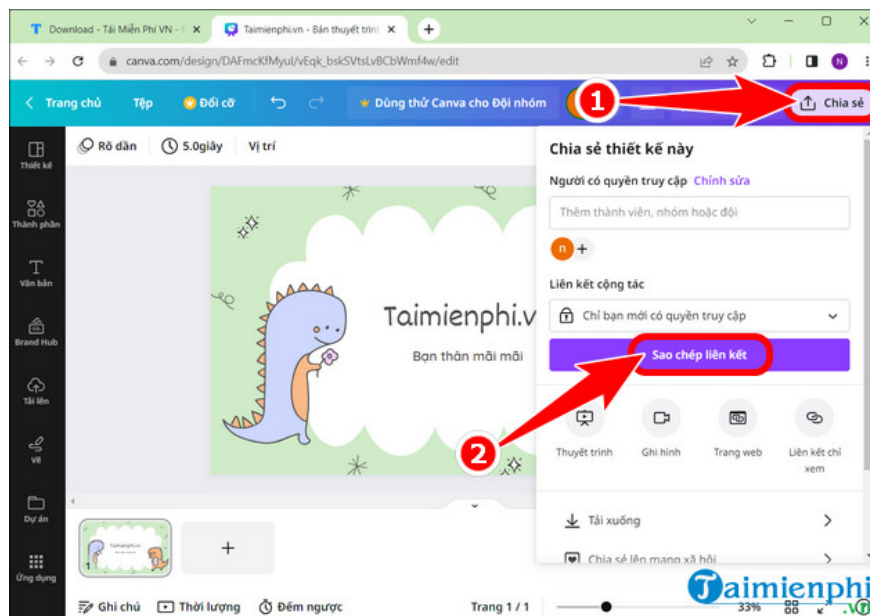 Download - Tải Miễn Phí VN - F
Taimienphi.vn - Bản thuyết trình
canva.com/design/DAFmcKfMyuI/vEqk_bskSVtsLvBCbWmf4w/edit
N
Trang chủ
Tệp
Đổi cỡ
Dùng thử Canva cho Đội nhóm
1
Chia sẻ
Thiết kế
Thành phần
Văn bản
Brand Hub
Tải lên
Vẽ
Dự án
Ứng dụng
Rõ dần
5.0giây
Vị trí
Taimienphi.v
Bạn thân mãi mãi
Chia sẻ thiết kế này
Người có quyền truy cập Chỉnh sửa
Thêm thành viên, nhóm hoặc đội
n
Liên kết cộng tác
Chỉ bạn mới có quyền truy cập
Sao chép liên kết
2
Thuyết trình
Ghi hình
Trang web
Liên kết chỉ
xem
Tải xuống
Chia sẻ lên mạng xã hội
1
Ghi chú
Thời lượng
Đếm ngược
Trang 1 / 1
33%
Taimienphi
.vn